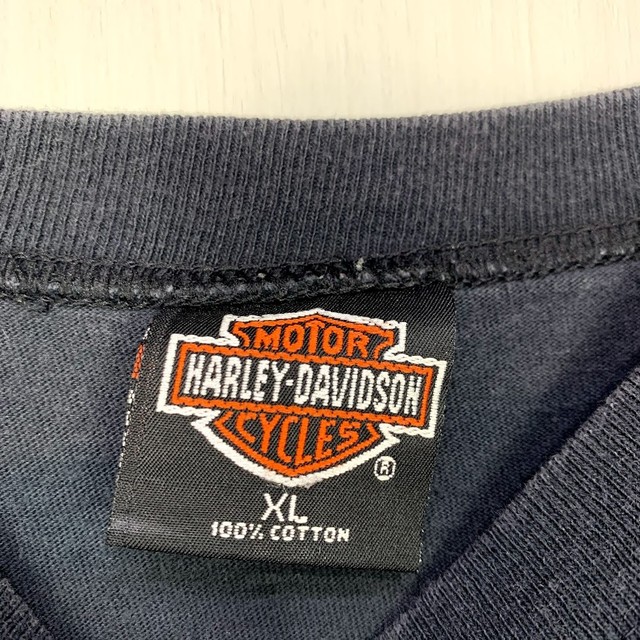 MOTOR
HARLEY-DAVIDSON
CYCLES
®
XL
100% COTTON